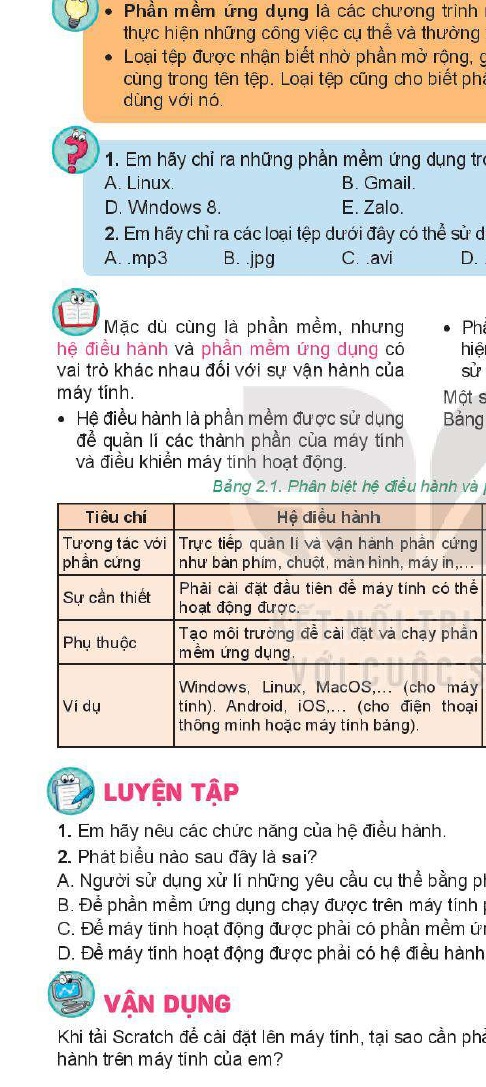 • Phần mềm ứng dụng là các chương trình
thực hiện những công việc cụ thể và thường
• Loại tệp được nhận biết nhờ phần mở rộng, g
cùng trong tên tệp. Loại tệp cũng cho biết phầ
dùng với nó.
1. Em hãy chỉ ra những phần mềm ứng dụng tro
A. Linux. B. Gmail.
D. Windows 8. E. Zalo.
2. Em hãy chỉ ra các loại tệp dưới đây có thể sử d
A. .mp3 B. .jpg C. .avi D.
Mặc dù cùng là phần mềm, nhưng
hệ điều hành và phần mềm ứng dụng có
vai trò khác nhau đối với sự vận hành của
máy tính.
• Hệ điều hành là phần mềm được sử dụng
để quản lí các thành phần của máy tính
và điều khiển máy tính hoạt động.
• Phầ
hiện
sử
Một s
Bảng
Bảng 2.1. Phân biệt hệ điều hành và
Tiêu chí Hệ điều hành
Tương tác với phần cứng
Trực tiếp quản lí và vận hành phần cứng
như bàn phím, chuột, màn hình, máy in,...
Sự cần thiết
Phải cài đặt đầu tiên để máy tính có thể
hoạt động được.
Phụ thuộc
Tạo môi trường để cài đặt và chạy phần
mềm ứng dụng.
Ví dụ
Windows, Linux, MacOS,... (cho máy
tính). Android, iOS,... (cho điện thoại
thông minh hoặc máy tính bảng).
KẾT NỐI TRI
VỚI CUỘC S
LUYỆN TẬP
1. Em hãy nêu các chức năng của hệ điều hành.
2. Phát biểu nào sau đây là sai?
A. Người sử dụng xử lí những yêu cầu cụ thể bằng ph
B. Để phần mềm ứng dụng chạy được trên máy tính p
C. Để máy tính hoạt động được phải có phần mềm ứn
D. Để máy tính hoạt động được phải có hệ điều hành
VẬN DỤNG
Khi tải Scratch để cài đặt lên máy tính, tại sao cần phả
hành trên máy tính của em?